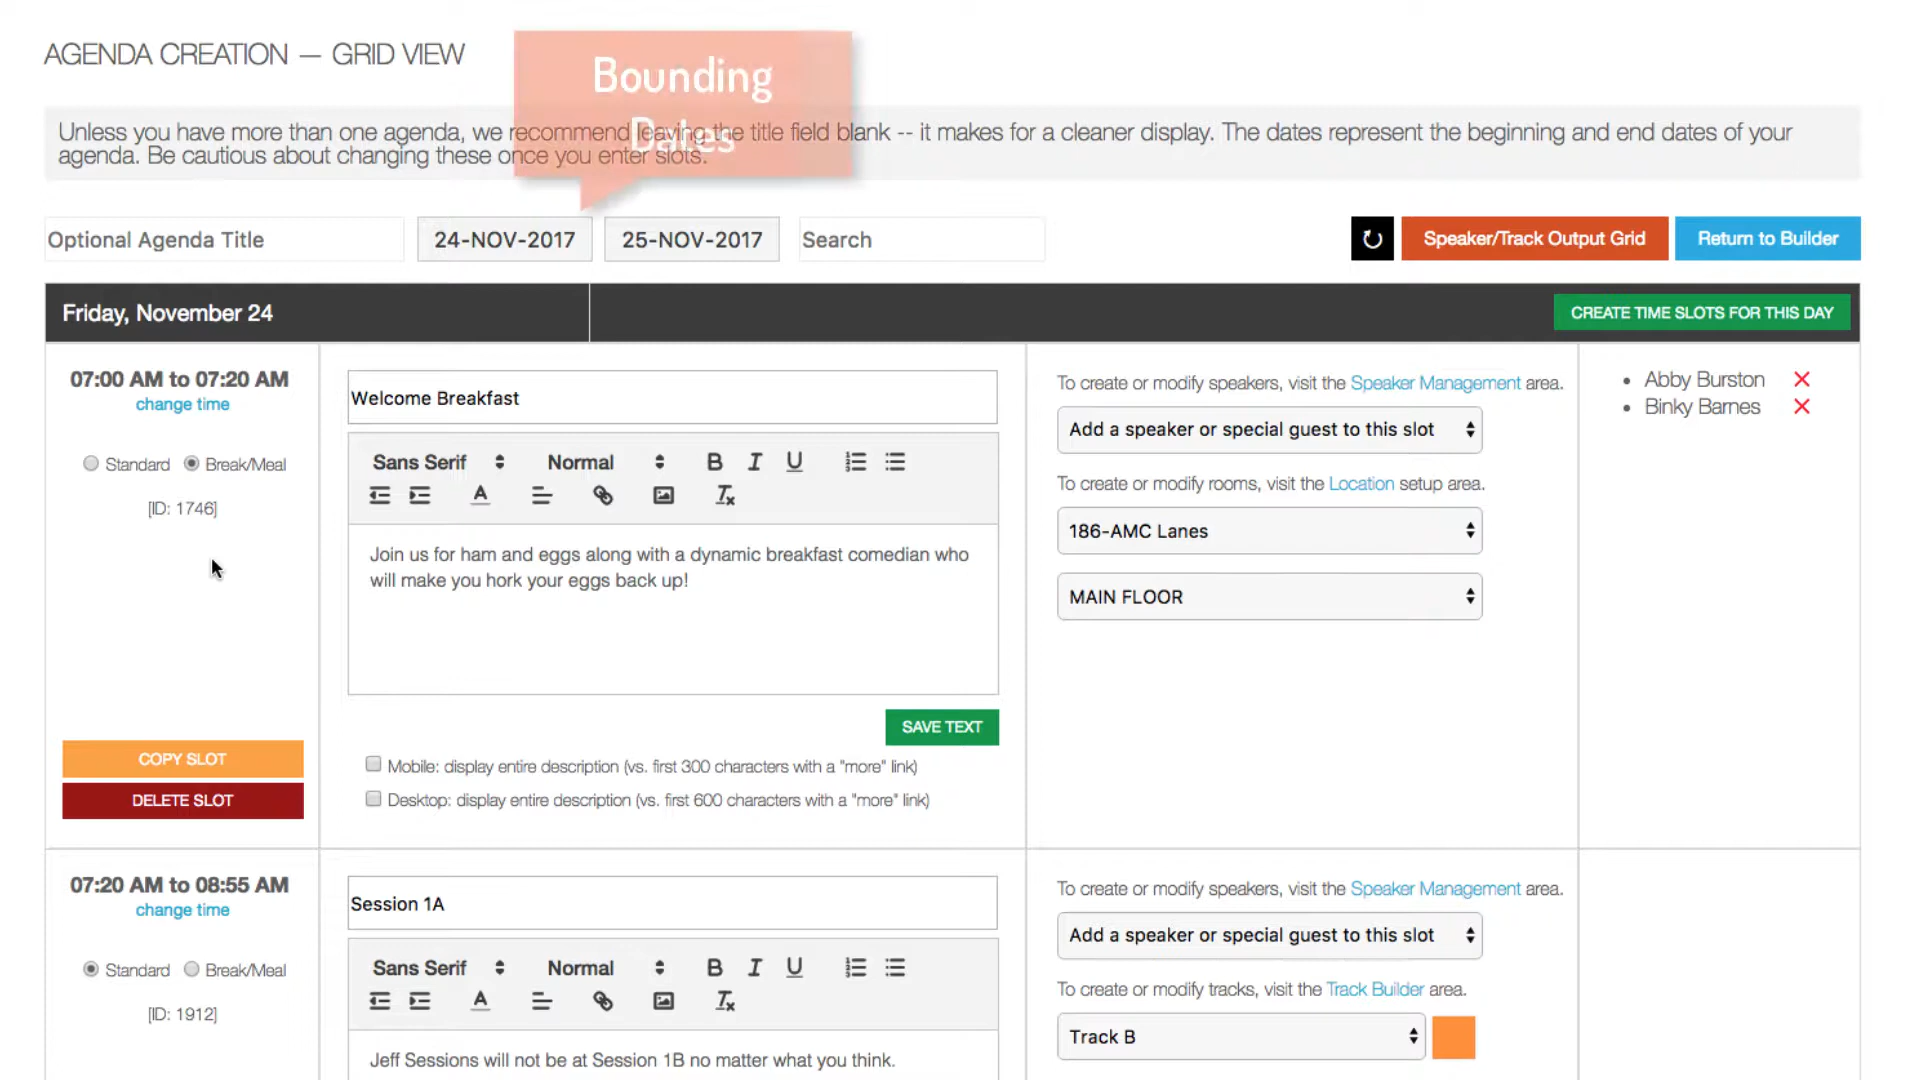 AGENDA CREATION — GRID VIEW
Bounding
Dates
Unless you have more than one agenda, we recommend leaving the title field blank -- it makes for a cleaner display. The dates represent the beginning and end dates of your
agenda. Be cautious about changing these once you enter slots.
Optional Agenda Title
24-NOV-2017
25-NOV-2017
Search
Speaker/Track Output Grid
Return to Builder
Friday, November 24
CREATE TIME SLOTS FOR THIS DAY
07:00 AM to 07:20 AM
change time
Standard
Break/Meal
[ID: 1746]
COPY SLOT
DELETE SLOT
Welcome Breakfast
Sans Serif
Normal
Join us for ham and eggs along with a dynamic breakfast comedian who
will make you hork your eggs back up!
SAVE TEXT
Mobile: display entire description (vs. first 300 characters with a "more" link)
Desktop: display entire description (vs. first 600 characters with a "more" link)
To create or modify speakers, visit the Speaker Management area.
Add a speaker or special guest to this slot
To create or modify rooms, visit the Location setup area.
186-AMC Lanes
MAIN FLOOR
Abby Burston
Binky Barnes
07:20 AM to 08:55 AM
change time
Standard
Break/Meal
[ID: 1912]
Session 1A
Sans Serif
Normal
Jeff Sessions will not be at Session 1B no matter what you think.
To create or modify speakers, visit the Speaker Management area.
Add a speaker or special guest to this slot
To create or modify tracks, visit the Track Builder area.
Track B